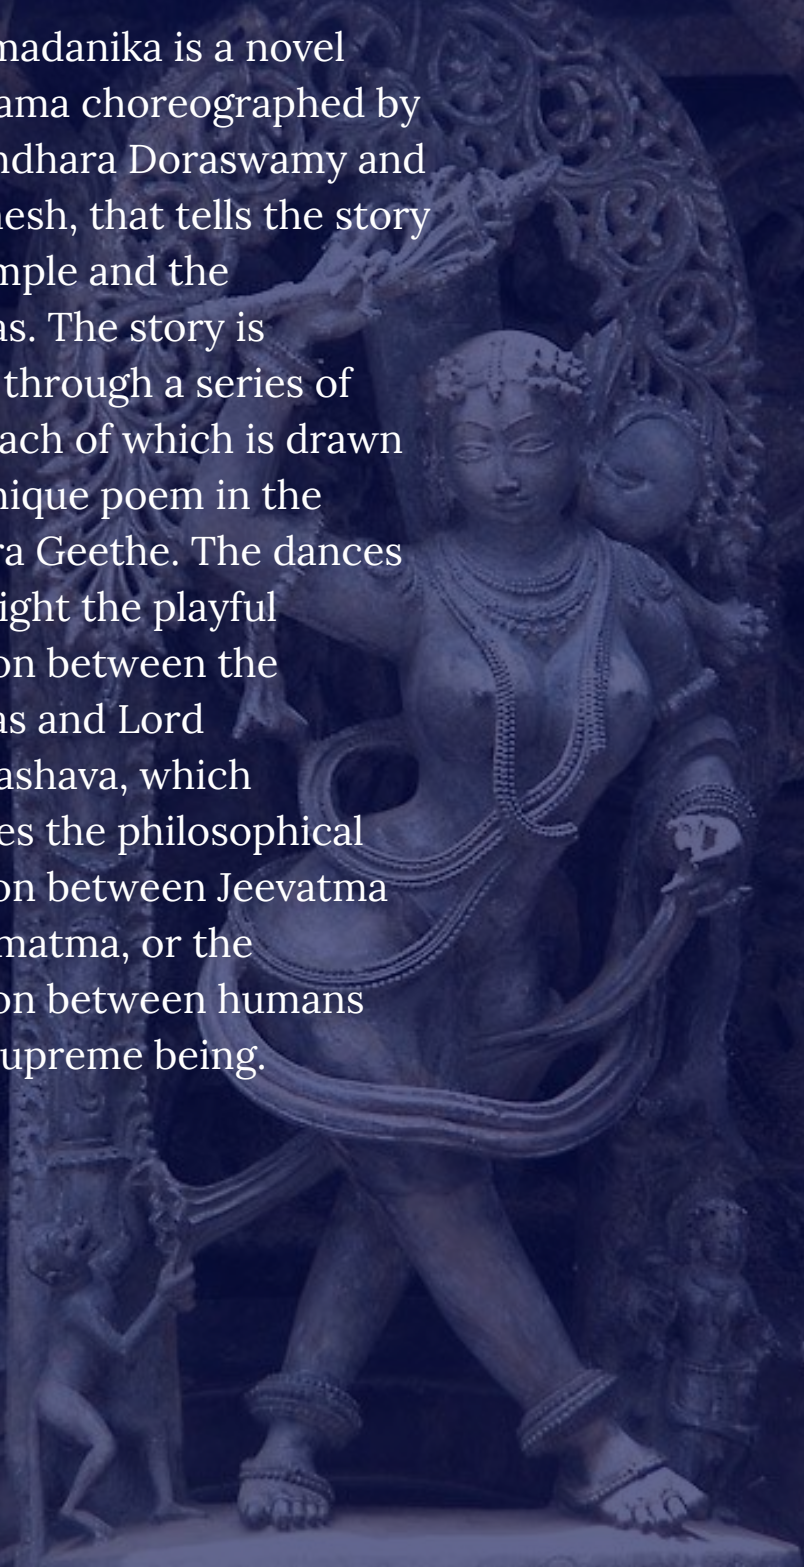 madanika is a novel
ama choreographed by
ndhara Doraswamy and
esh, that tells the story
mple and the
as. The story is
through a series of
ach of which is drawn
nique poem in the
ra Geethe. The dances
ight the playful
on between the
as and Lord
ashava, which
es the philosophical
on between Jeevatma
matma, or the
on between humans
upreme being.